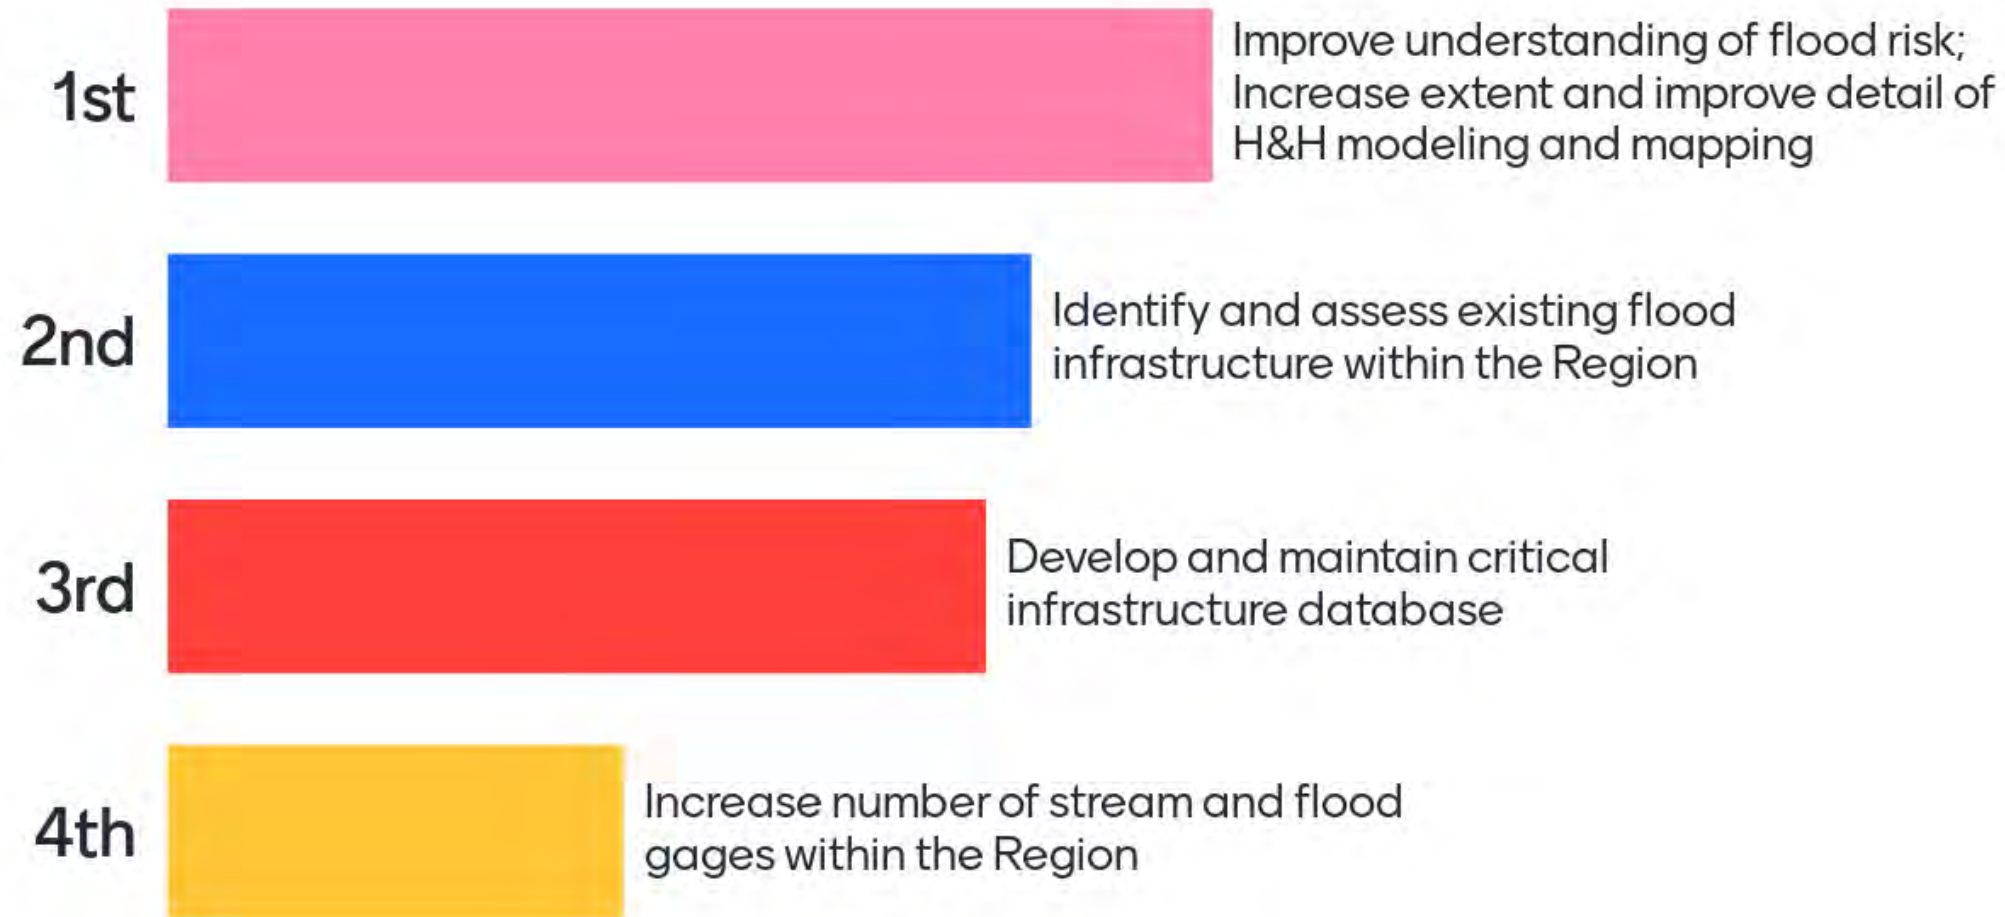 1st
Improve understanding of flood risk;
Increase extent and improve detail of
H&H modeling and mapping
2nd
Identify and assess existing flood
infrastructure within the Region
3rd
Develop and maintain critical
infrastructure database
4th
Increase number of stream and flood
gages within the Region